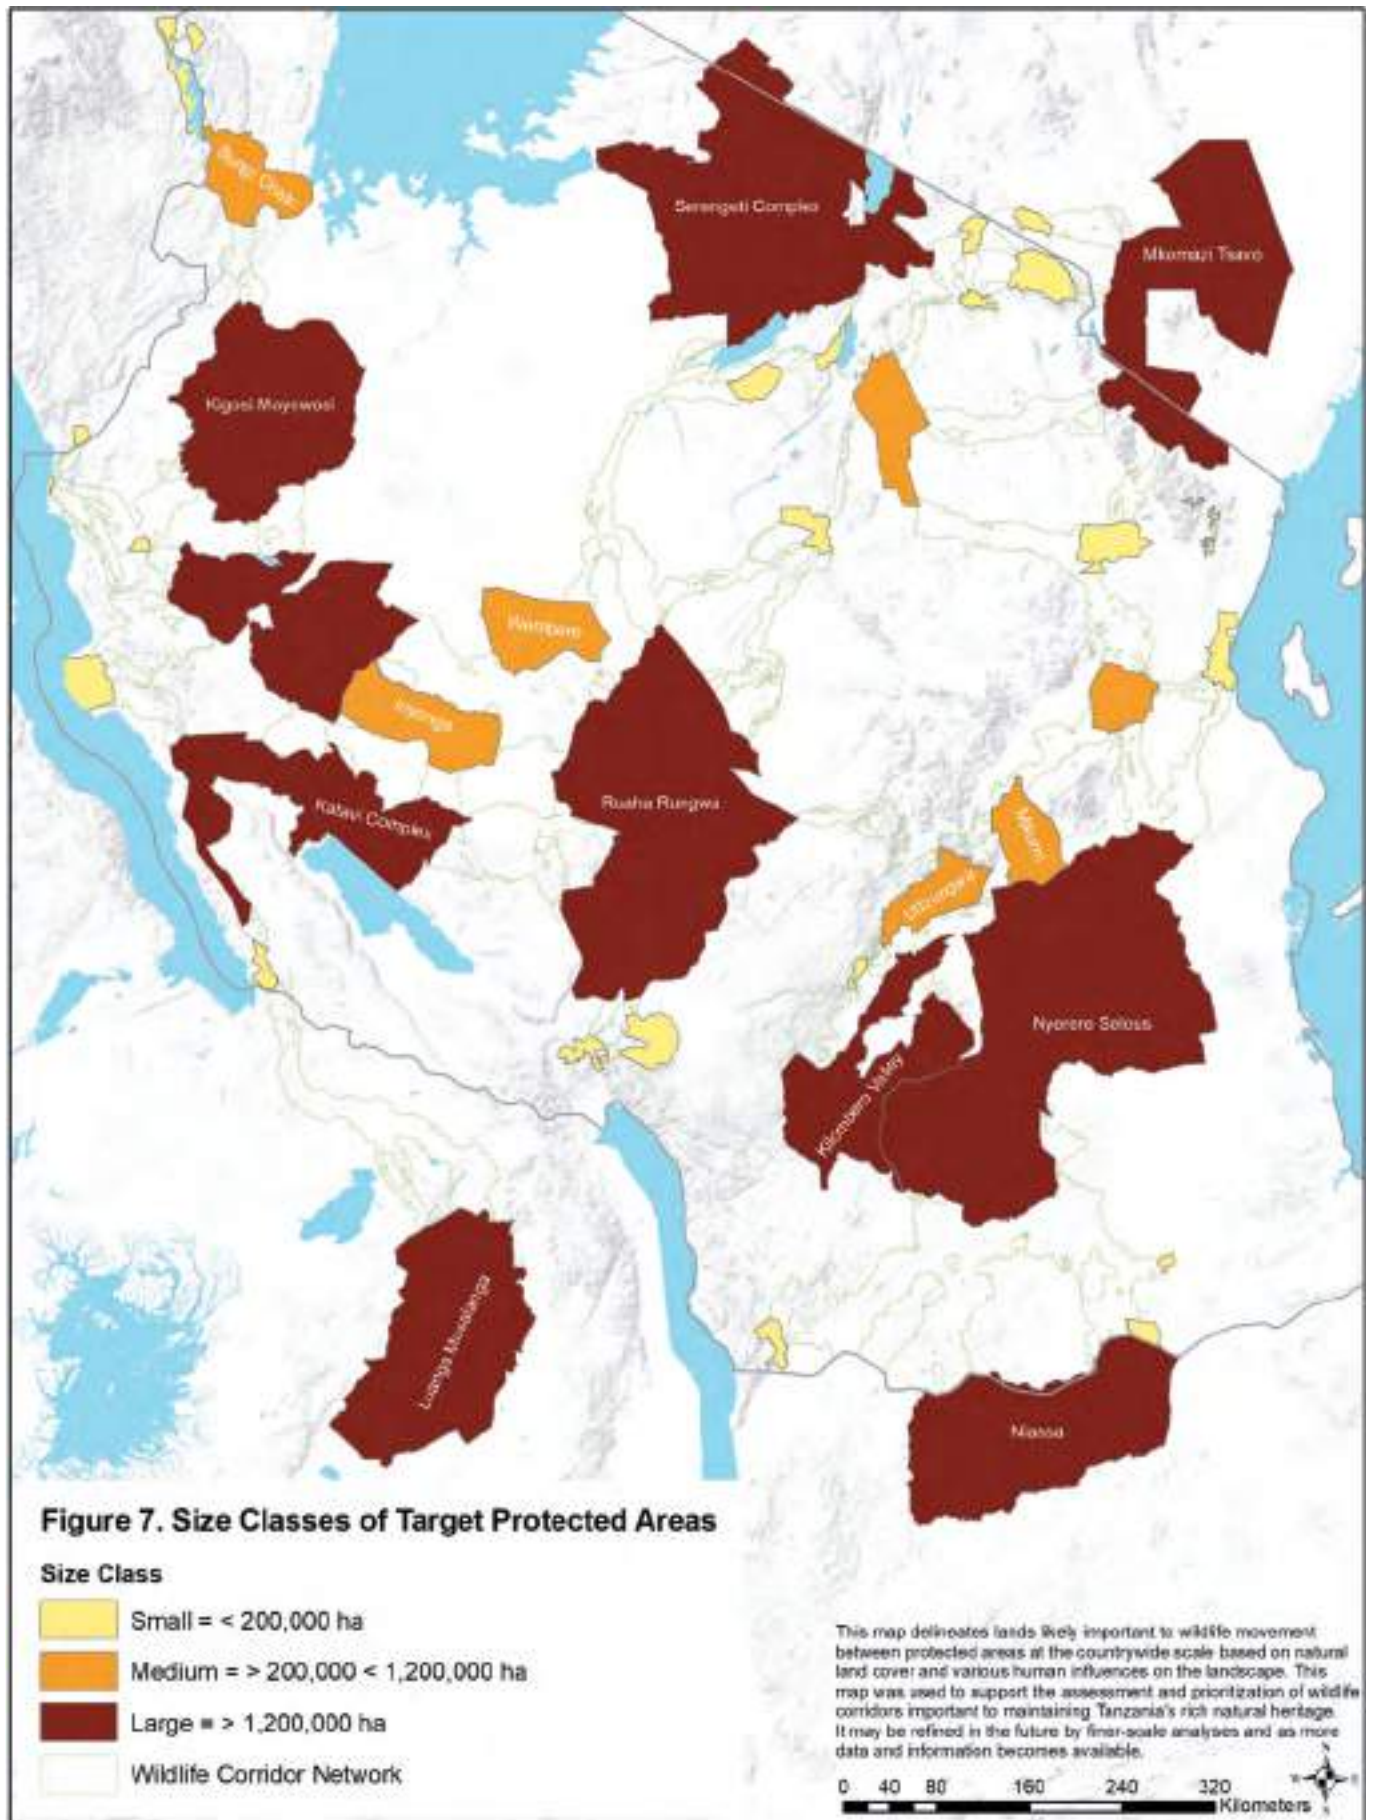 Serengeti Complex
Mkomazi Tsavo
Kigosi Moyowosi
Wembere
Inyonga
Katavi Complex
Ruaha Rungwa
Mikumi
Udzungwa
Nyerere Selous
Kilombero Valley
Luanga Musalanga
Niassa
Figure 7. Size Classes of Target Protected Areas
Size Class
Small = < 200,000 ha
Medium = > 200,000 < 1,200,000 ha
Large = > 1,200,000 ha
Wildlife Corridor Network
This map delineates lands likely important to wildlife movement
between protected areas at the countrywide scale based on natural
land cover and various human influences on the landscape. This
map was used to support the assessment and prioritization of wildlife
corridors important to maintaining Tanzania's rich natural heritage.
It may be refined in the future by finer-scale analyses and as more
data and information becomes available.
0 40 80 160 240 320
Kilometers